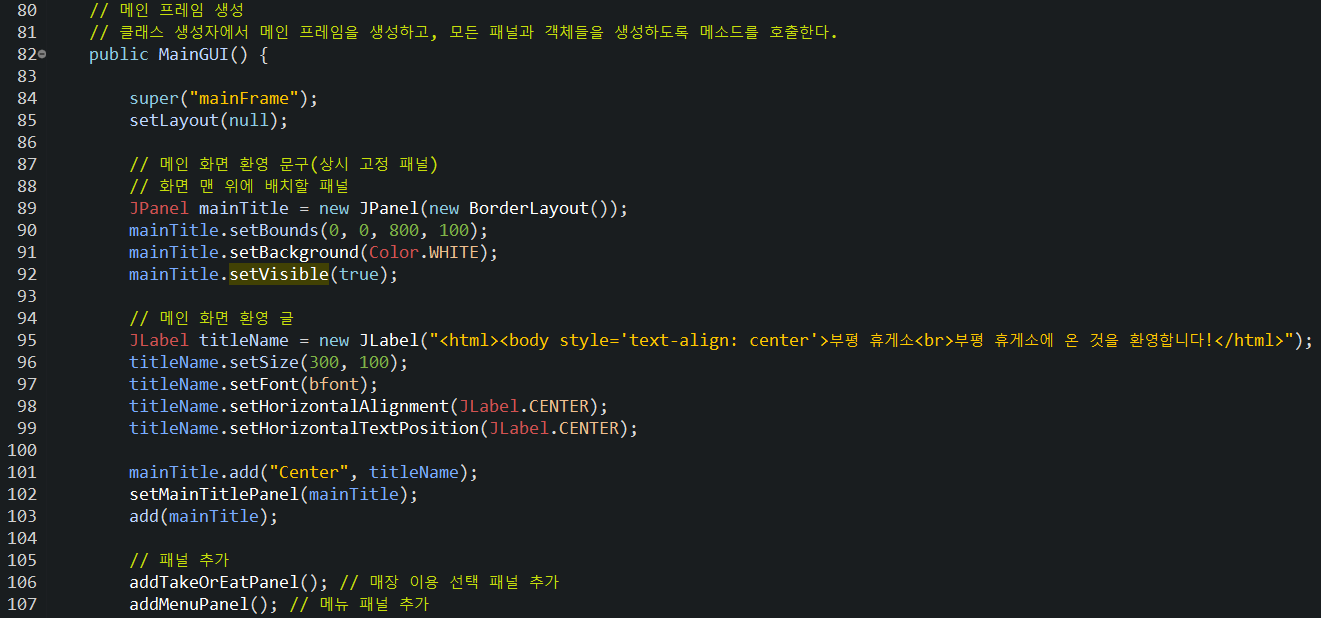 80 // 메인 프레임 생성
81 // 클래스 생성자에서 메인 프레임을 생성하고, 모든 패널과 객체들을 생성하도록 메소드를 호출한다.
82 public MainGUI() {
83
84 super("mainFrame");
85 setLayout(null);
86
87 // 메인 화면 환영 문구(상시 고정 패널)
88 // 화면 맨 위에 배치할 패널
89 JPanel mainTitle = new JPanel(new BorderLayout());
90 mainTitle.setBounds(0, 0, 800, 100);
91 mainTitle.setBackground(Color.WHITE);
92 mainTitle.setVisible(true);
93
94 // 메인 화면 환영 글
95 JLabel titleName = new JLabel("<html><body style='text-align: center'>부평 휴게소<br>부평 휴게소에 온 것을 환영합니다!</html>");
96 titleName.setSize(300, 100);
97 titleName.setFont(bfont);
98 titleName.setHorizontalAlignment(JLabel.CENTER);
99 titleName.setHorizontalTextPosition(JLabel.CENTER);
100
101 mainTitle.add("Center", titleName);
102 setMainTitlePanel(mainTitle);
103 add(mainTitle);
104
105 // 패널 추가
106 addTakeOrEatPanel(); // 매장 이용 선택 패널 추가
107 addMenuPanel(); // 메뉴 패널 추가